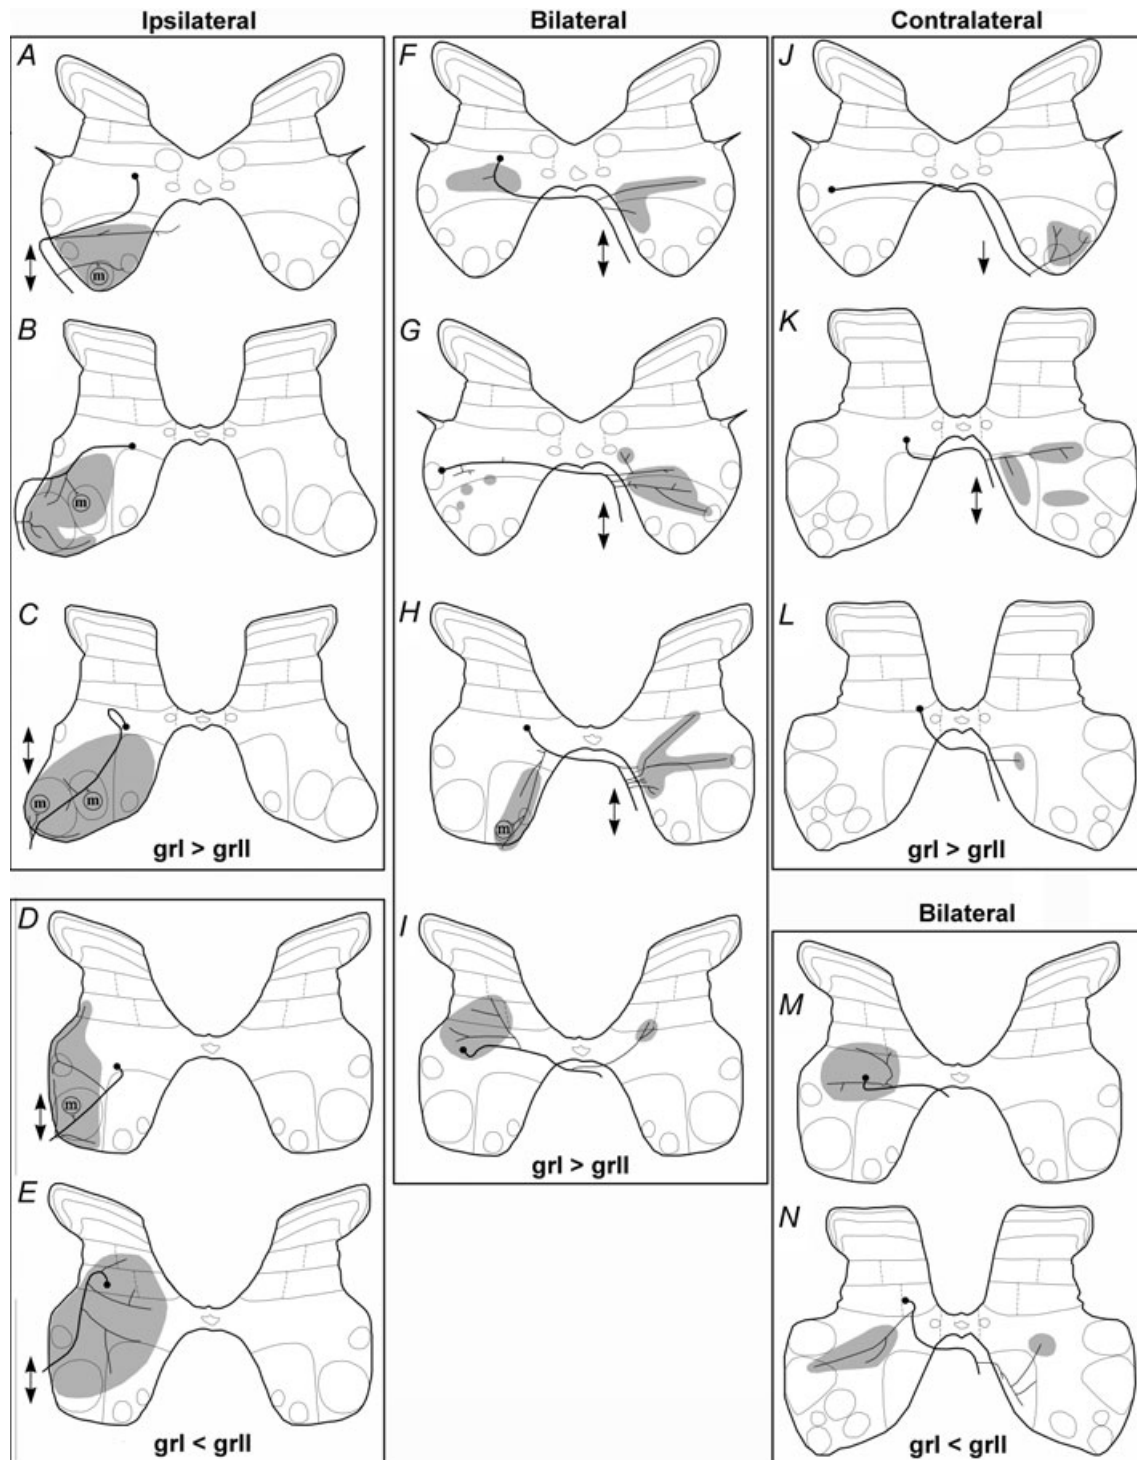 Ipsilateral
A
m
B
m
C
m
m
grI > grII
D
m
E
grI < grII
Bilateral
F
G
H
m
I
grI > grII
Contralateral
J
K
L
grI > grII
Bilateral
M
N
grI < grII